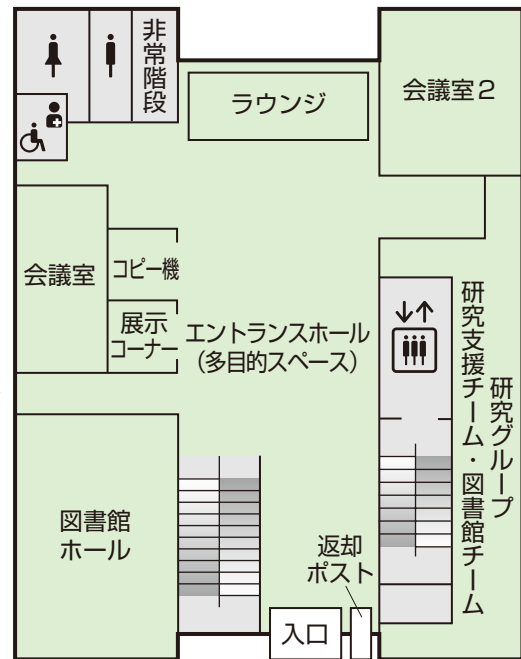 非常階段
ラウンジ
会議室2
会議室
コピー機
展示
コーナー
エントランスホール
(多目的スペース)
研究グループ
研究支援チーム・図書館チーム
図書館
ホール
返却
ポスト
入口